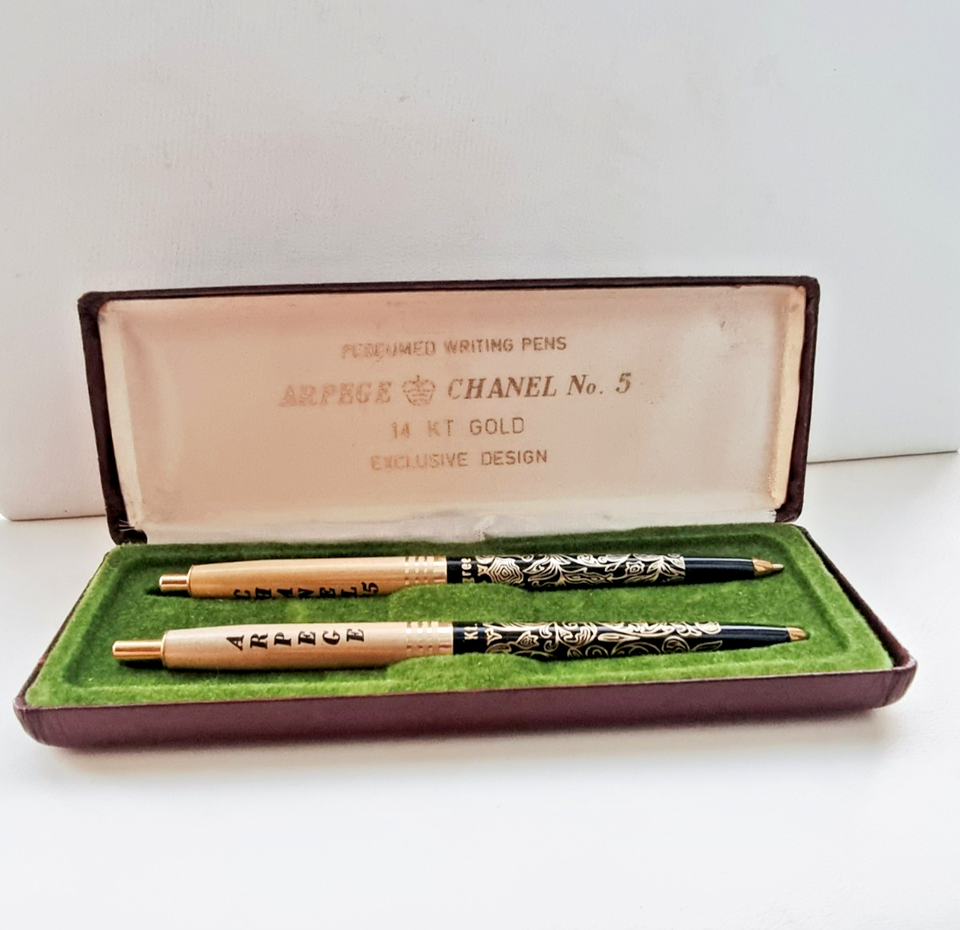 PERFUMED WRITING PENS
ARPEGE CHANEL No. 5
14 KT GOLD
EXCLUSIVE DESIGN
CHANEL 5
ARPEGE